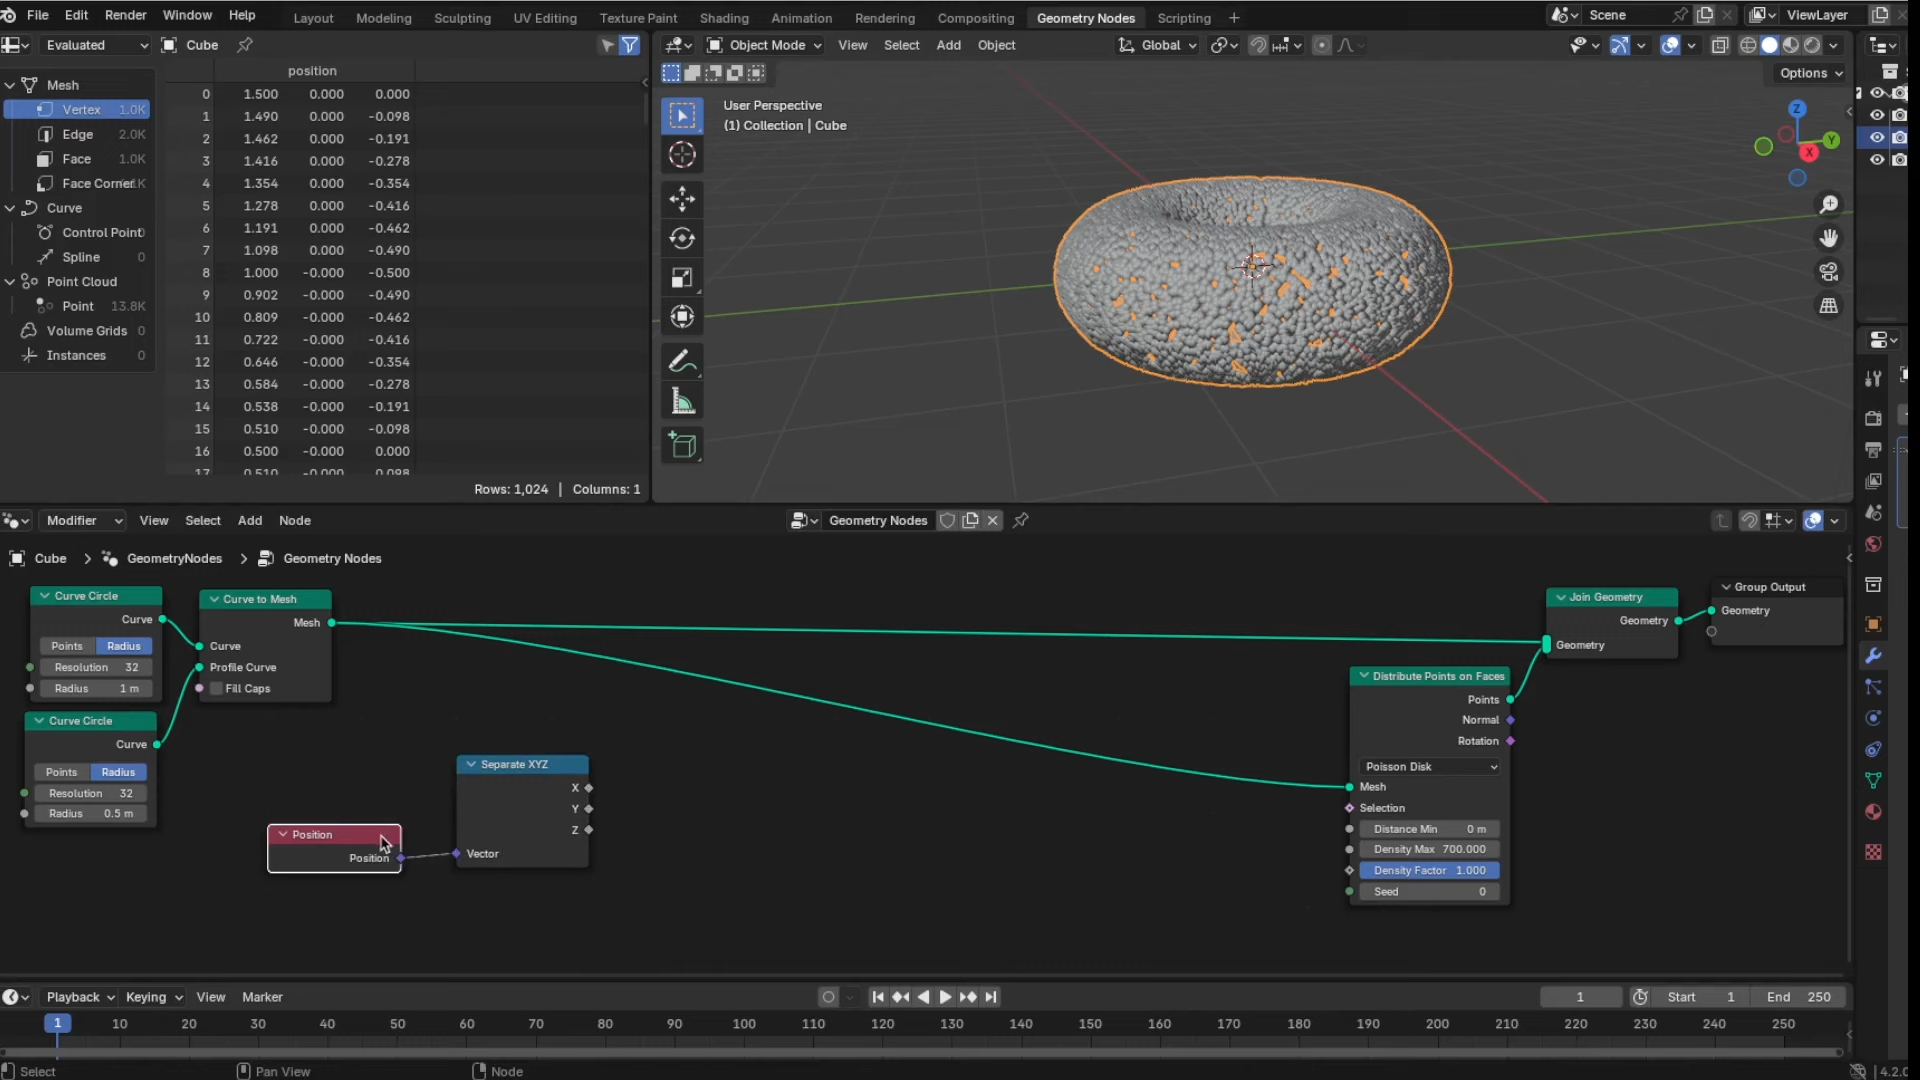 File Edit Render Window Help Layout Modeling Sculpting UV Editing Texture Paint Shading Animation Rendering Compositing Geometry Nodes Scripting + Scene ViewLayer
Evaluated Cube
Object Mode View Select Add Object Global
Options
position
Mesh
Vertex 1.0K
Edge 2.0K
Face 1.0K
Face Corner
Curve
Control Point
Spline 0
Point Cloud
Point 13.8K
Volume Grids 0
Instances 0
0 1.500 0.000 0.000
1 1.490 0.000 -0.098
2 1.462 0.000 -0.191
3 1.416 0.000 -0.278
4 1.354 0.000 -0.354
5 1.278 0.000 -0.416
6 1.191 0.000 -0.462
7 1.098 0.000 -0.490
8 1.000 -0.000 -0.500
9 0.902 -0.000 -0.490
10 0.809 -0.000 -0.462
11 0.722 -0.000 -0.416
12 0.646 -0.000 -0.354
13 0.584 -0.000 -0.278
14 0.538 -0.000 -0.191
15 0.510 -0.000 -0.098
16 0.500 -0.000 0.000
17 0.510 -0.000 0.098
Rows: 1,024 | Columns: 1
User Perspective
(1) Collection | Cube
Z
Y
X
Modifier View Select Add Node Geometry Nodes
Cube > GeometryNodes > Geometry Nodes
Curve Circle
Curve
Points Radius
Resolution 32
Radius 1 m
Curve Circle
Curve
Points Radius
Resolution 32
Radius 0.5 m
Curve to Mesh
Mesh
Curve
Profile Curve
Fill Caps
Position
Position
Separate XYZ
X
Y
Z
Vector
Distribute Points on Faces
Points
Normal
Rotation
Poisson Disk
Mesh
Selection
Distance Min 0 m
Density Max 700.000
Density Factor 1.000
Seed 0
Join Geometry
Geometry
Geometry
Group Output
Geometry
Playback Keying View Marker 1 Start 1 End 250
1 10 20 30 40 50 60 70 80 90 100 110 120 130 140 150 160 170 180 190 200 210 220 230 240 250
Select Pan View Node 4.2.0